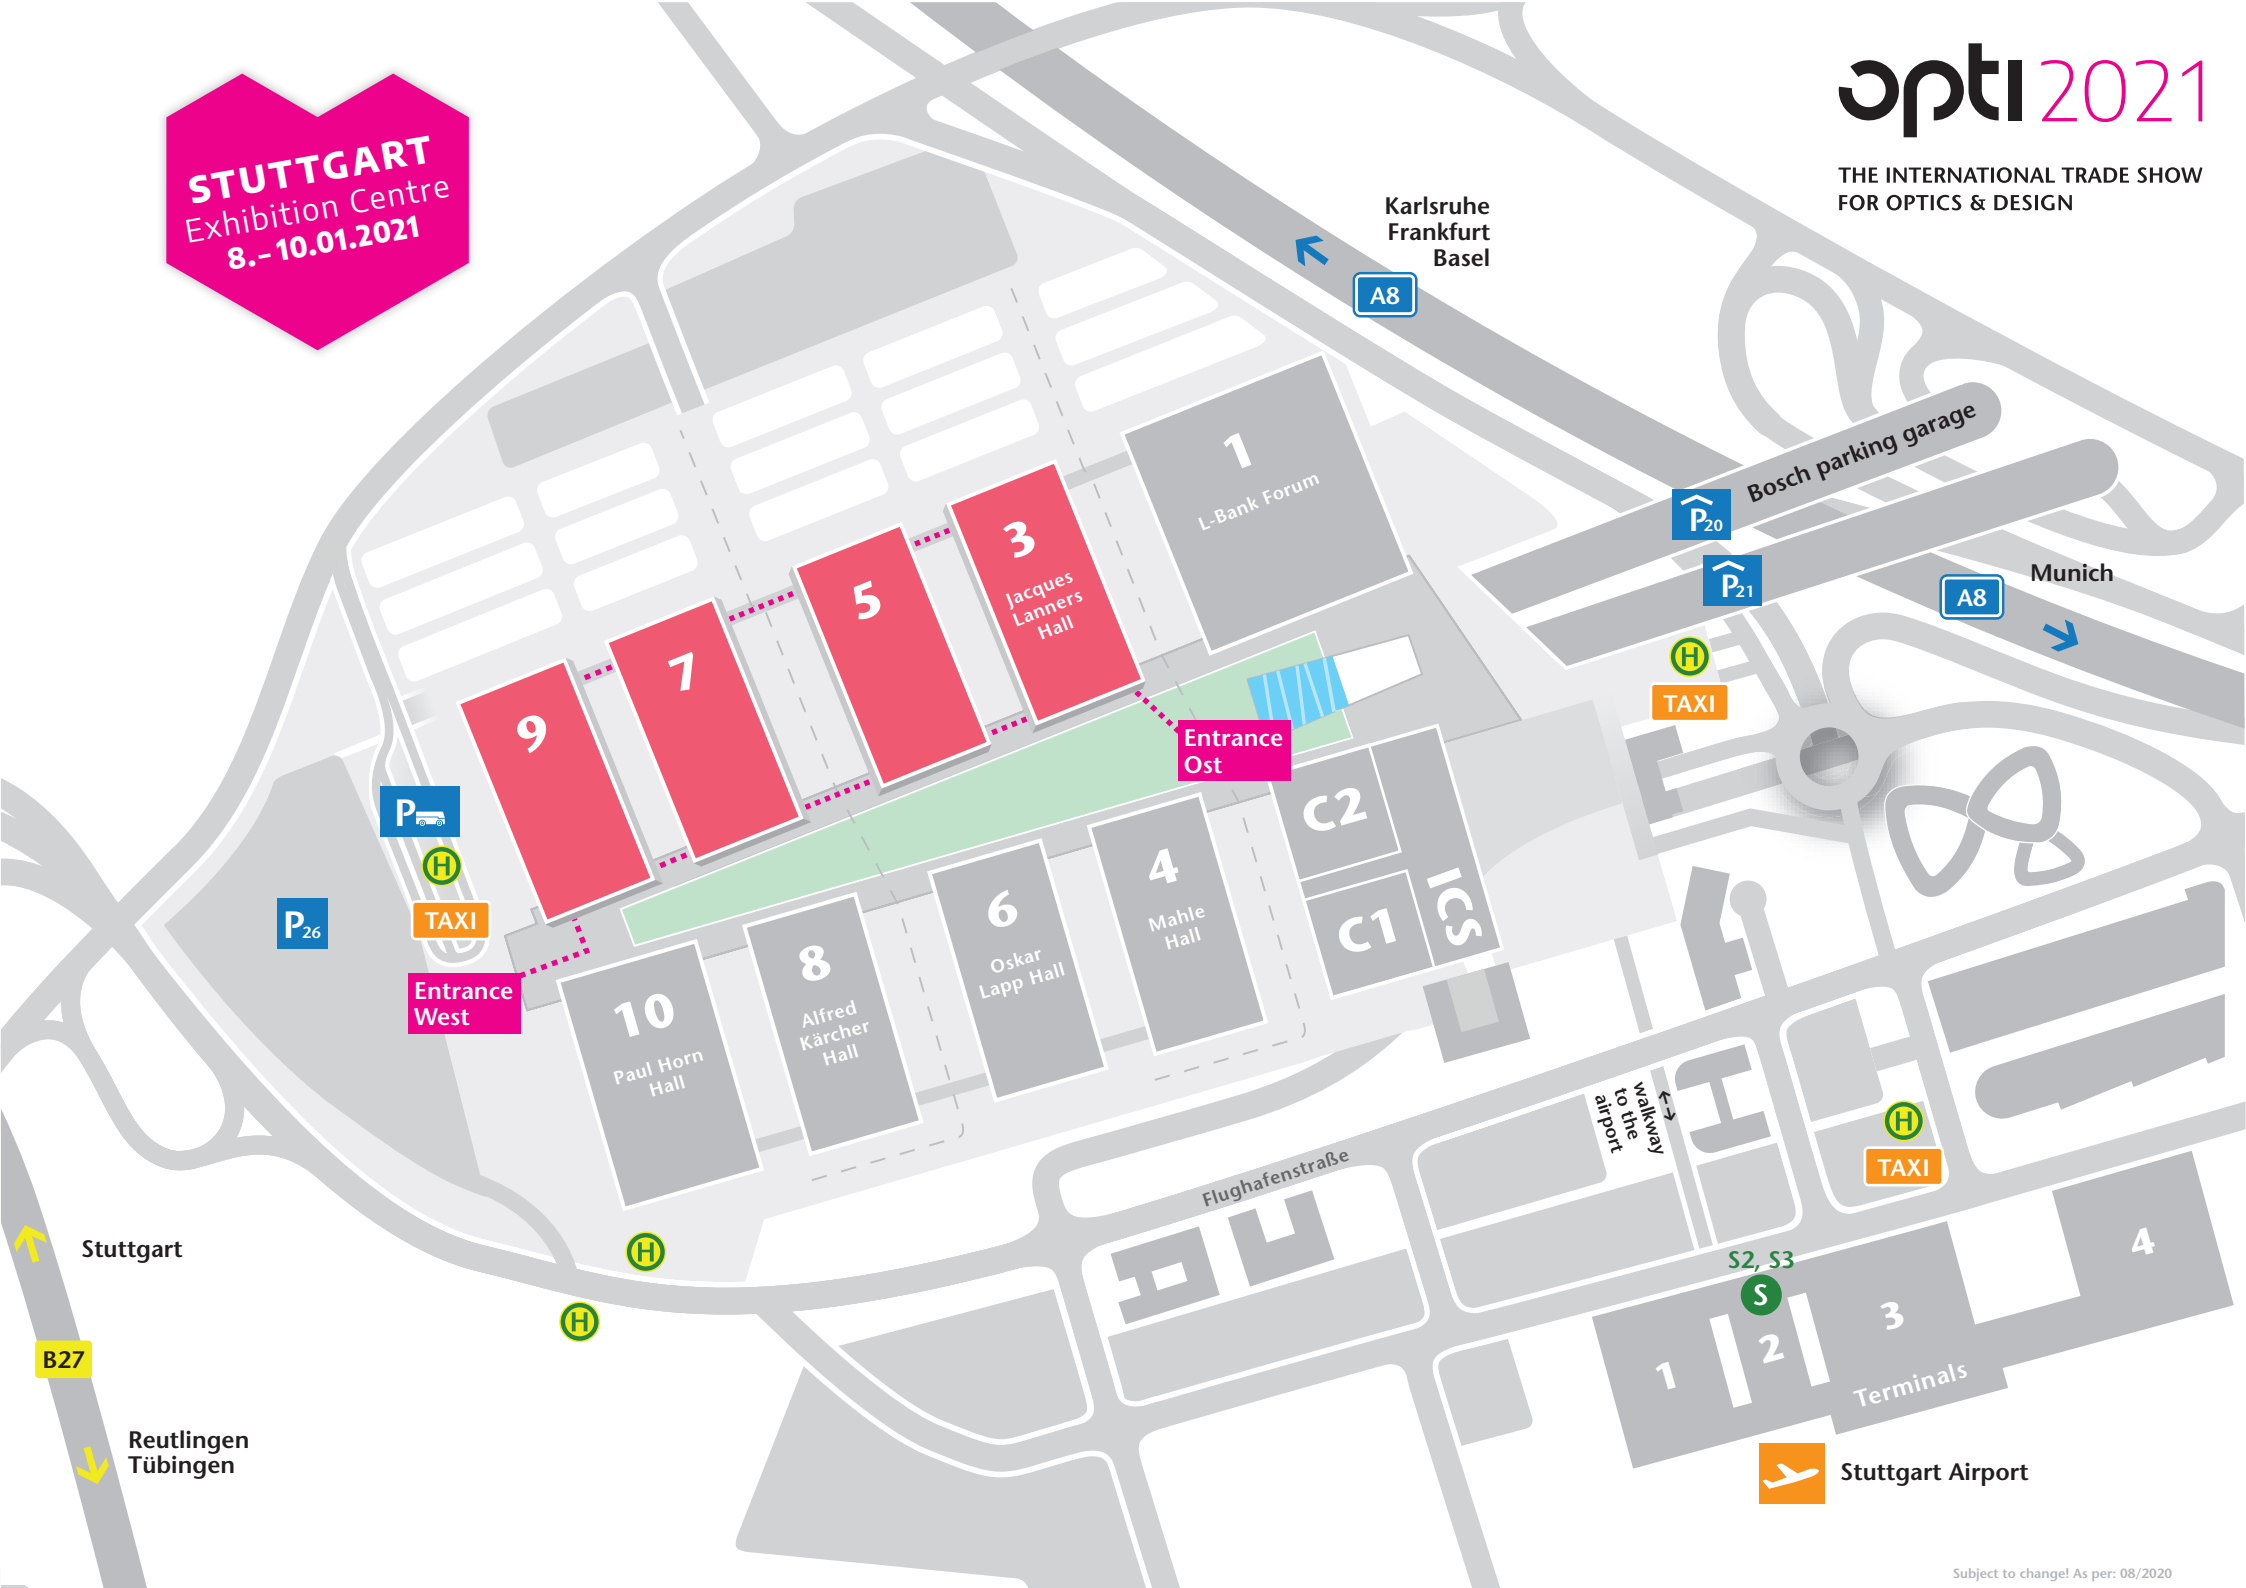 STUTTGART
Exhibition Centre
8.–10.01.2021
opti 2021
THE INTERNATIONAL TRADE SHOW
FOR OPTICS & DESIGN
Karlsruhe
Frankfurt
Basel
A8
Bosch parking garage
P20
P21
Munich
A8
H
TAXI
1
L-Bank Forum
3
Jacques
Lanners
Hall
5
7
9
Entrance
Ost
P
H
TAXI
P26
Entrance
West
10
Paul Horn
Hall
8
Alfred
Kärcher
Hall
6
Oskar
Lapp Hall
4
Mahle
Hall
C2
C1
ICS
walkway
to the
airport
H
TAXI
Flughafenstraße
H
H
Stuttgart
B27
Reutlingen
Tübingen
S2, S3
S
1
2
3
4
Terminals
Stuttgart Airport
Subject to change! As per: 08/2020